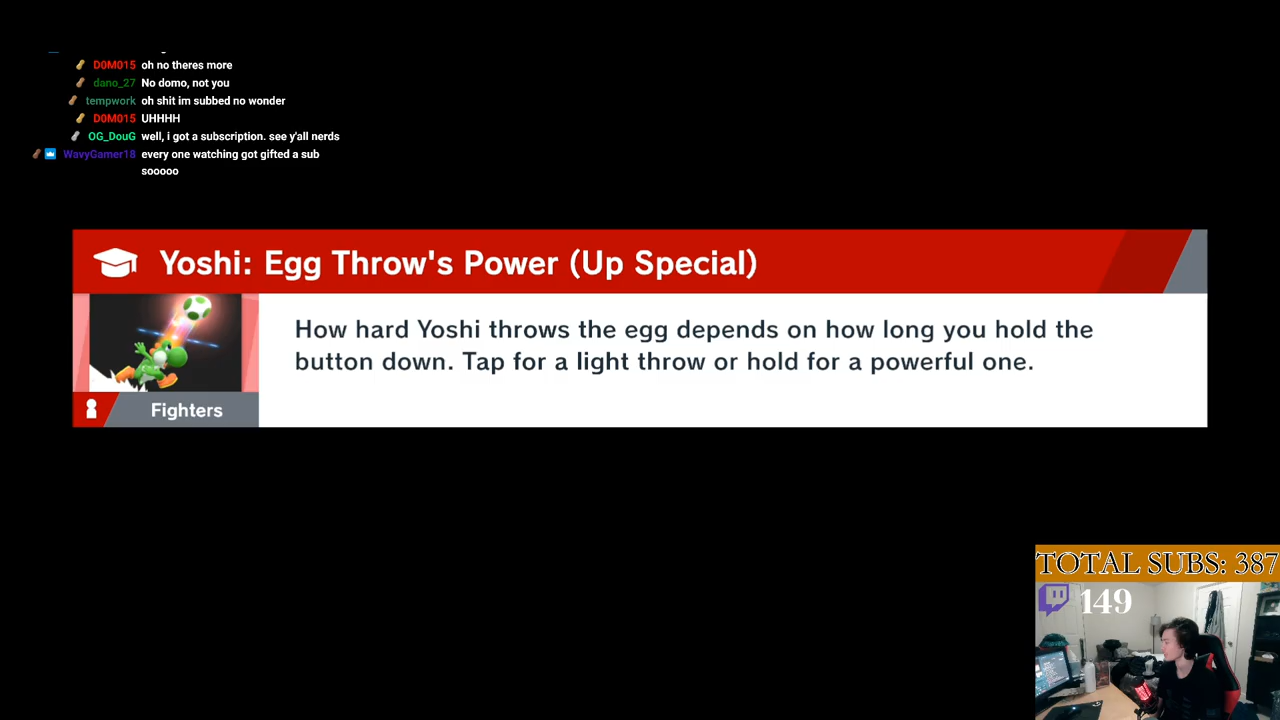 D0M015 oh no theres more
dano_27 No domo, not you
tempwork oh shit im subbed no wonder
D0M015 UHHHH
OG_DouG well, i got a subscription. see y'all nerds
WavyGamer18 every one watching got gifted a sub
sooooo
Yoshi: Egg Throw's Power (Up Special)
How hard Yoshi throws the egg depends on how long you hold the
button down. Tap for a light throw or hold for a powerful one.
Fighters
TOTAL SUBS: 387
149